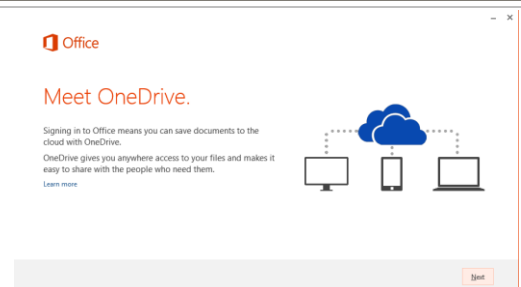 Office
Meet OneDrive.
Signing in to Office means you can save documents to the
cloud with OneDrive.
OneDrive gives you anywhere access to your files and makes it
easy to share with the people who need them.
Learn more
Next